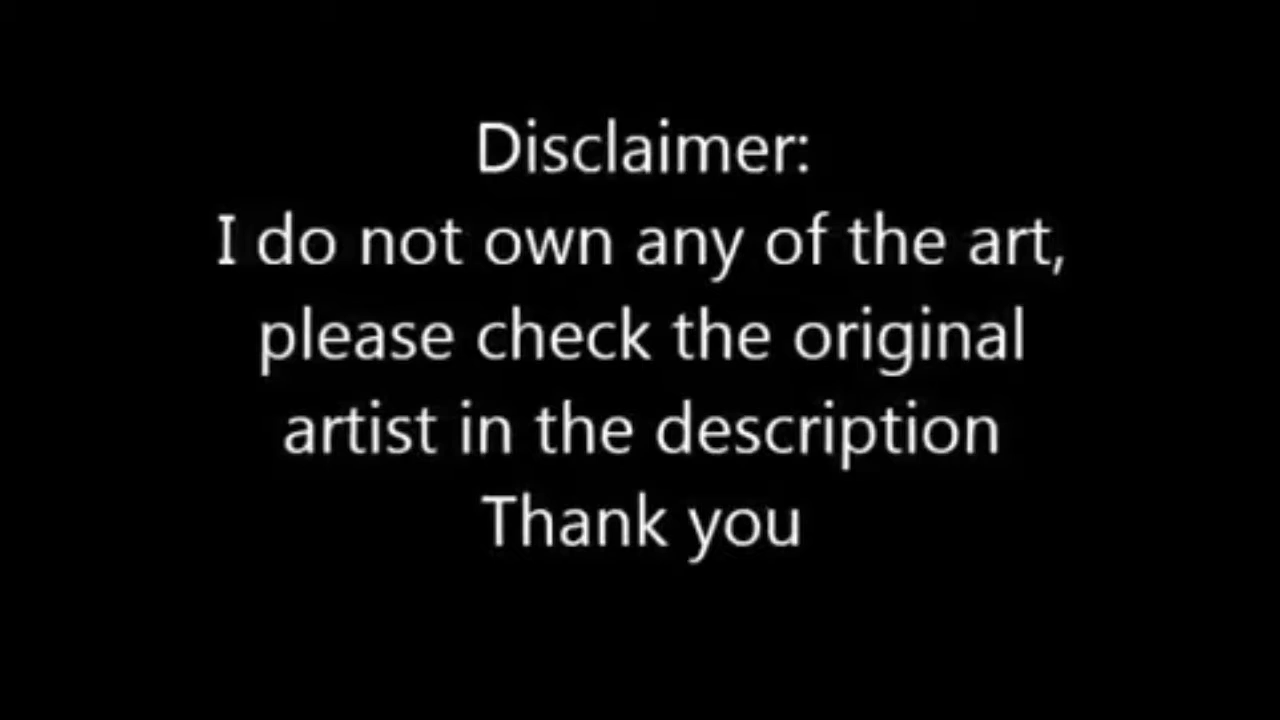 Disclaimer:
I do not own any of the art,
please check the original
artist in the description
Thank you